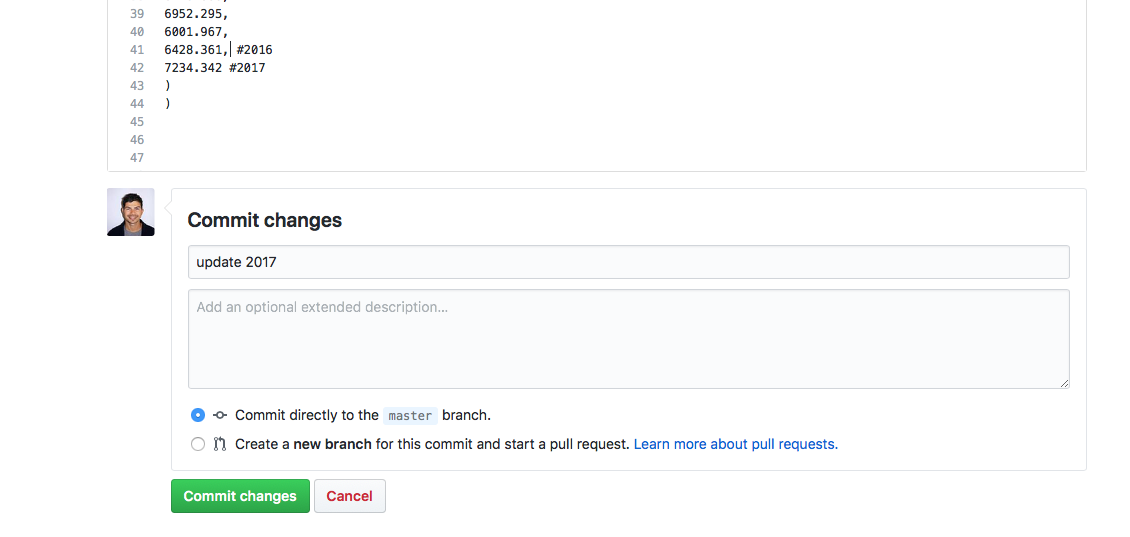 39 6952.295,
40 6001.967,
41 6428.361, #2016
42 7234.342 #2017
43 )
44 )
45
46
47
Commit changes
update 2017
Add an optional extended description...
Commit directly to the master branch.
Create a new branch for this commit and start a pull request. Learn more about pull requests.
Commit changes Cancel